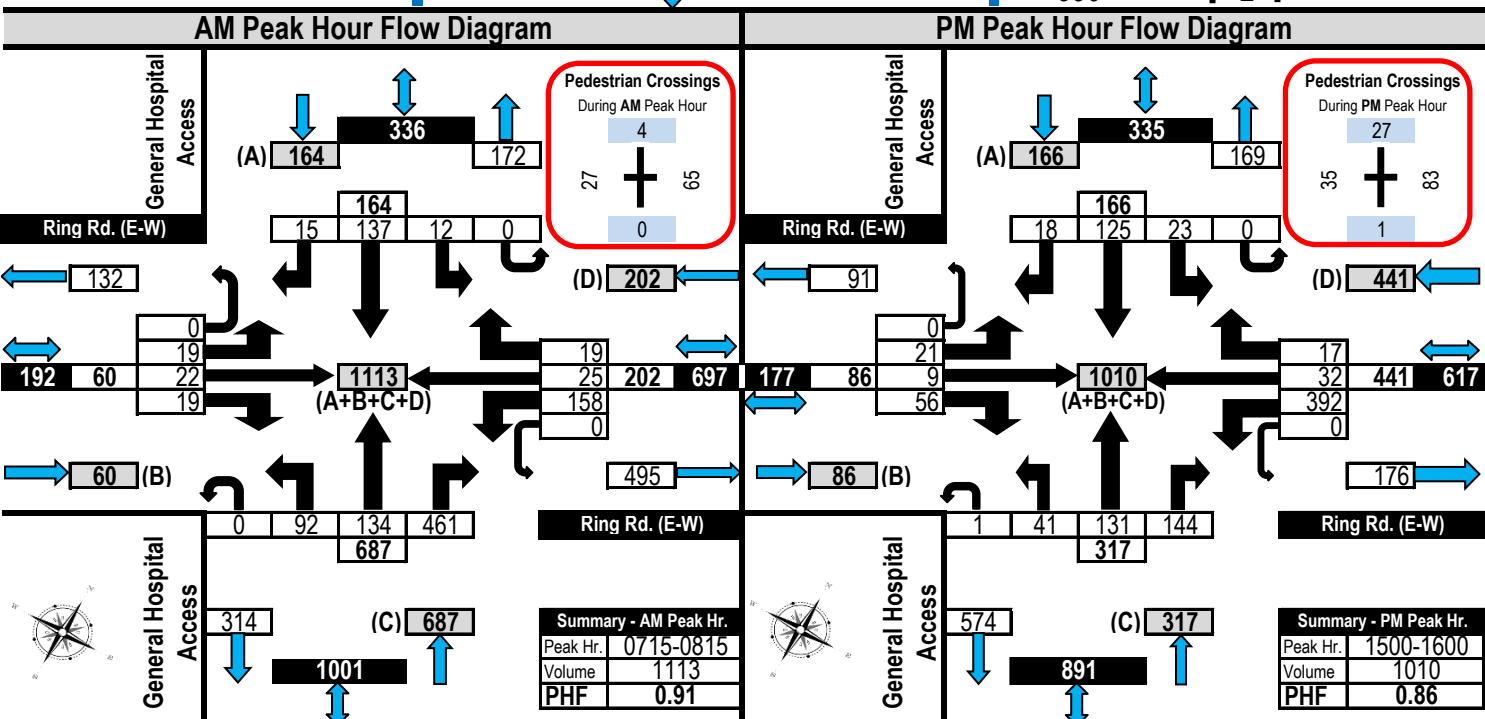 AM Peak Hour Flow Diagram
General Hospital
Access
336
(A) 164
172
Pedestrian Crossings
During AM Peak Hour
4
27
65
0
164
Ring Rd. (E-W)
15 137 12 0
132
(D) 202
0
19
22
19
192 60
1113
(A+B+C+D)
19
25
158
0
202 697
60 (B)
495
0 92 134 461
687
Ring Rd. (E-W)
General Hospital
Access
314
(C) 687
1001
Summary - AM Peak Hr.
Peak Hr. 0715-0815
Volume 1113
PHF 0.91
PM Peak Hour Flow Diagram
General Hospital
Access
335
(A) 166
169
Pedestrian Crossings
During PM Peak Hour
27
35
83
1
166
Ring Rd. (E-W)
18 125 23 0
91
(D) 441
0
21
9
56
177 86
1010
(A+B+C+D)
17
32
392
0
441 617
86 (B)
176
1 41 131 144
317
Ring Rd. (E-W)
General Hospital
Access
574
(C) 317
891
Summary - PM Peak Hr.
Peak Hr. 1500-1600
Volume 1010
PHF 0.86